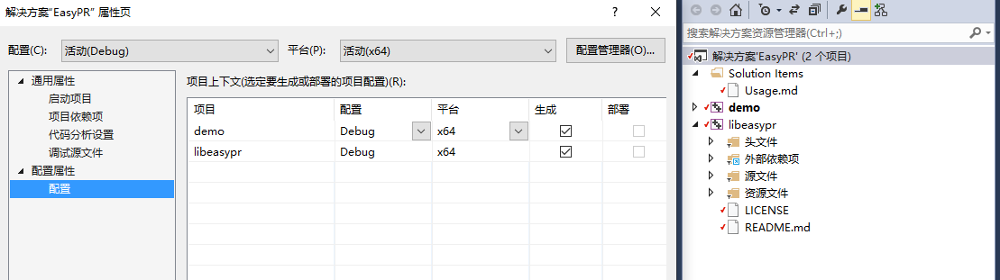 解决方案“EasyPR” 属性页
?
配置(C):
活动(Debug)
平台(P):
活动(x64)
配置管理器(O)...
通用属性
启动项目
项目依赖项
代码分析设置
调试源文件
配置属性
配置
项目上下文(选定要生成或部署的项目配置)(R):
项目 配置 平台 生成 部署
demo Debug x64
libeasypr Debug x64
搜索解决方案资源管理器(Ctrl+;)
解决方案'EasyPR' (2 个项目)
Solution Items
Usage.md
demo
libeasypr
头文件
外部依赖项
源文件
资源文件
LICENSE
README.md